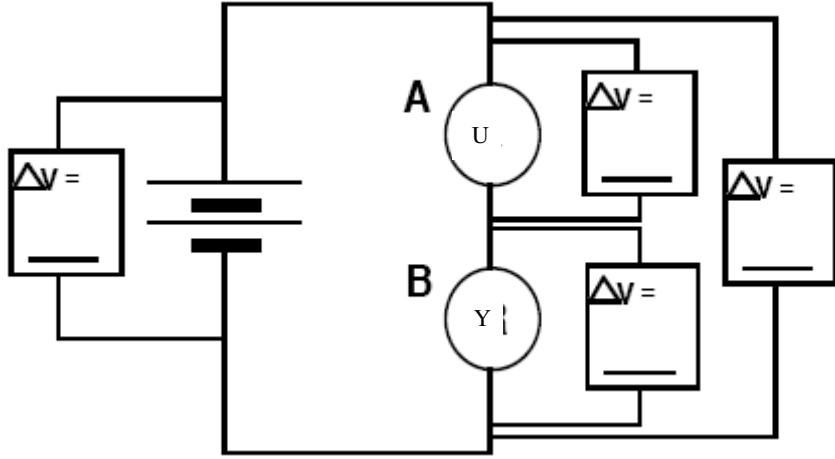 A
U
ΔV =
ΔV =
ΔV =
B
Y
ΔV =